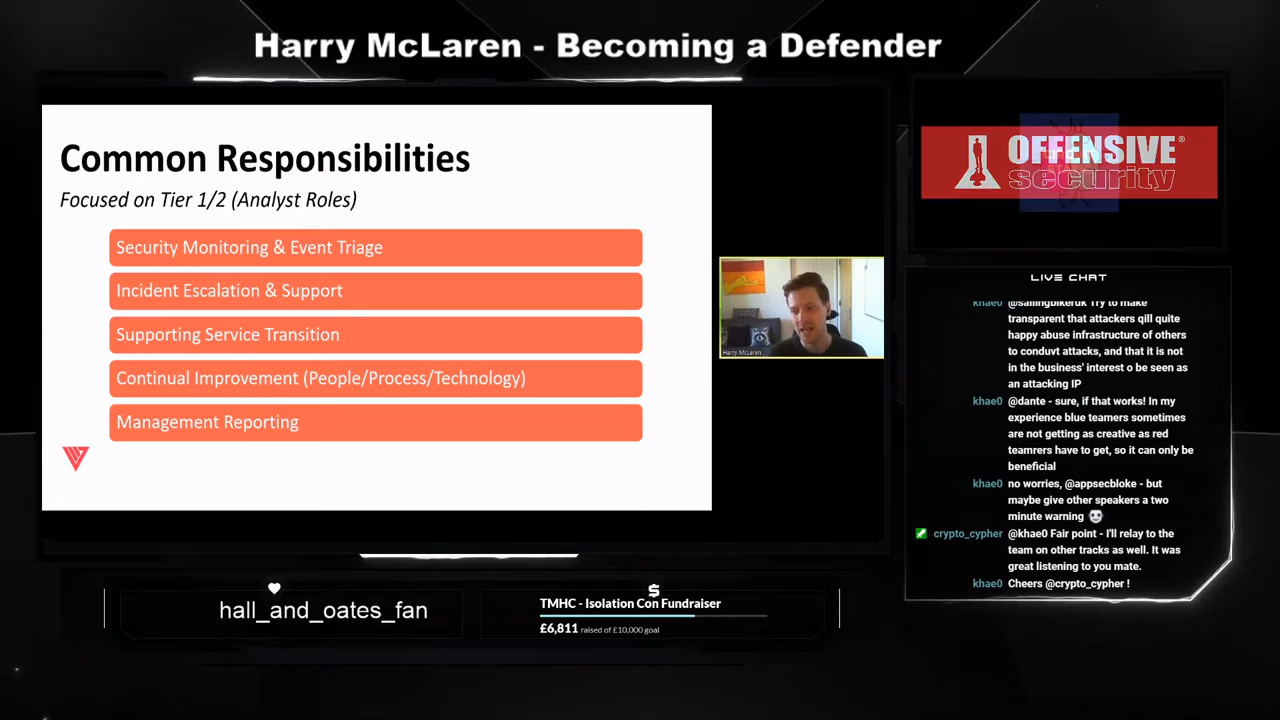 Harry McLaren - Becoming a Defender
Common Responsibilities
Focused on Tier 1/2 (Analyst Roles)
Security Monitoring & Event Triage
Incident Escalation & Support
Supporting Service Transition
Continual Improvement (People/Process/Technology)
Management Reporting
Harry McLaren
OFFENSIVE®
security
LIVE CHAT
khae0 @sailingbikeruk Try to make
transparent that attackers qill quite
happy abuse infrastructure of others
to conduvt attacks, and that it is not
in the business' interest o be seen as
an attacking IP
khae0 @dante - sure, if that works! In my
experience blue teamers sometimes
are not getting as creative as red
teamrers have to get, so it can only be
beneficial
khae0 no worries, @appsecbloke - but
maybe give other speakers a two
minute warning
crypto_cypher @khae0 Fair point - I'll relay to the
team on other tracks as well. It was
great listening to you mate.
khae0 Cheers @crypto_cypher !
hall_and_oates_fan
TMHC - Isolation Con Fundraiser
£6,811 raised of £10,000 goal